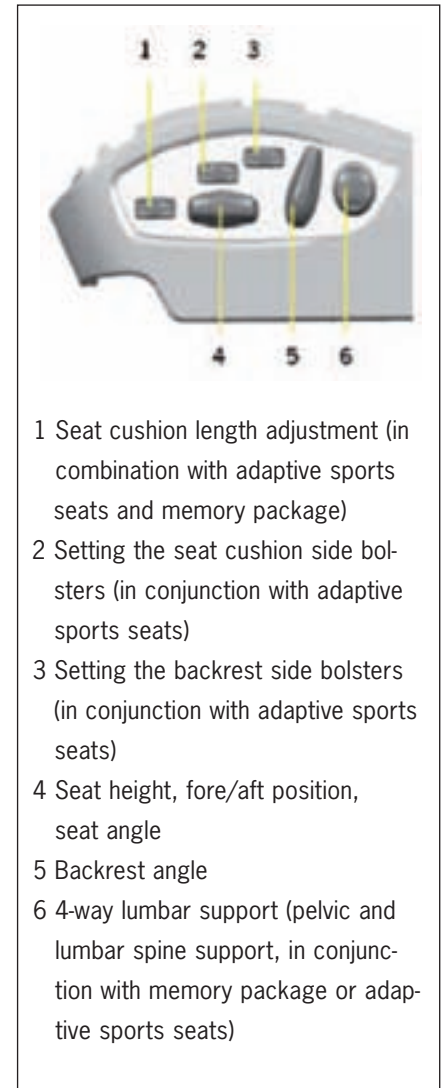 1 2 3
4 5 6
1 Seat cushion length adjustment (in
combination with adaptive sports
seats and memory package)
2 Setting the seat cushion side bol-
sters (in conjunction with adaptive
sports seats)
3 Setting the backrest side bolsters
(in conjunction with adaptive sports
seats)
4 Seat height, fore/aft position,
seat angle
5 Backrest angle
6 4-way lumbar support (pelvic and
lumbar spine support, in conjunc-
tion with memory package or adap-
tive sports seats)